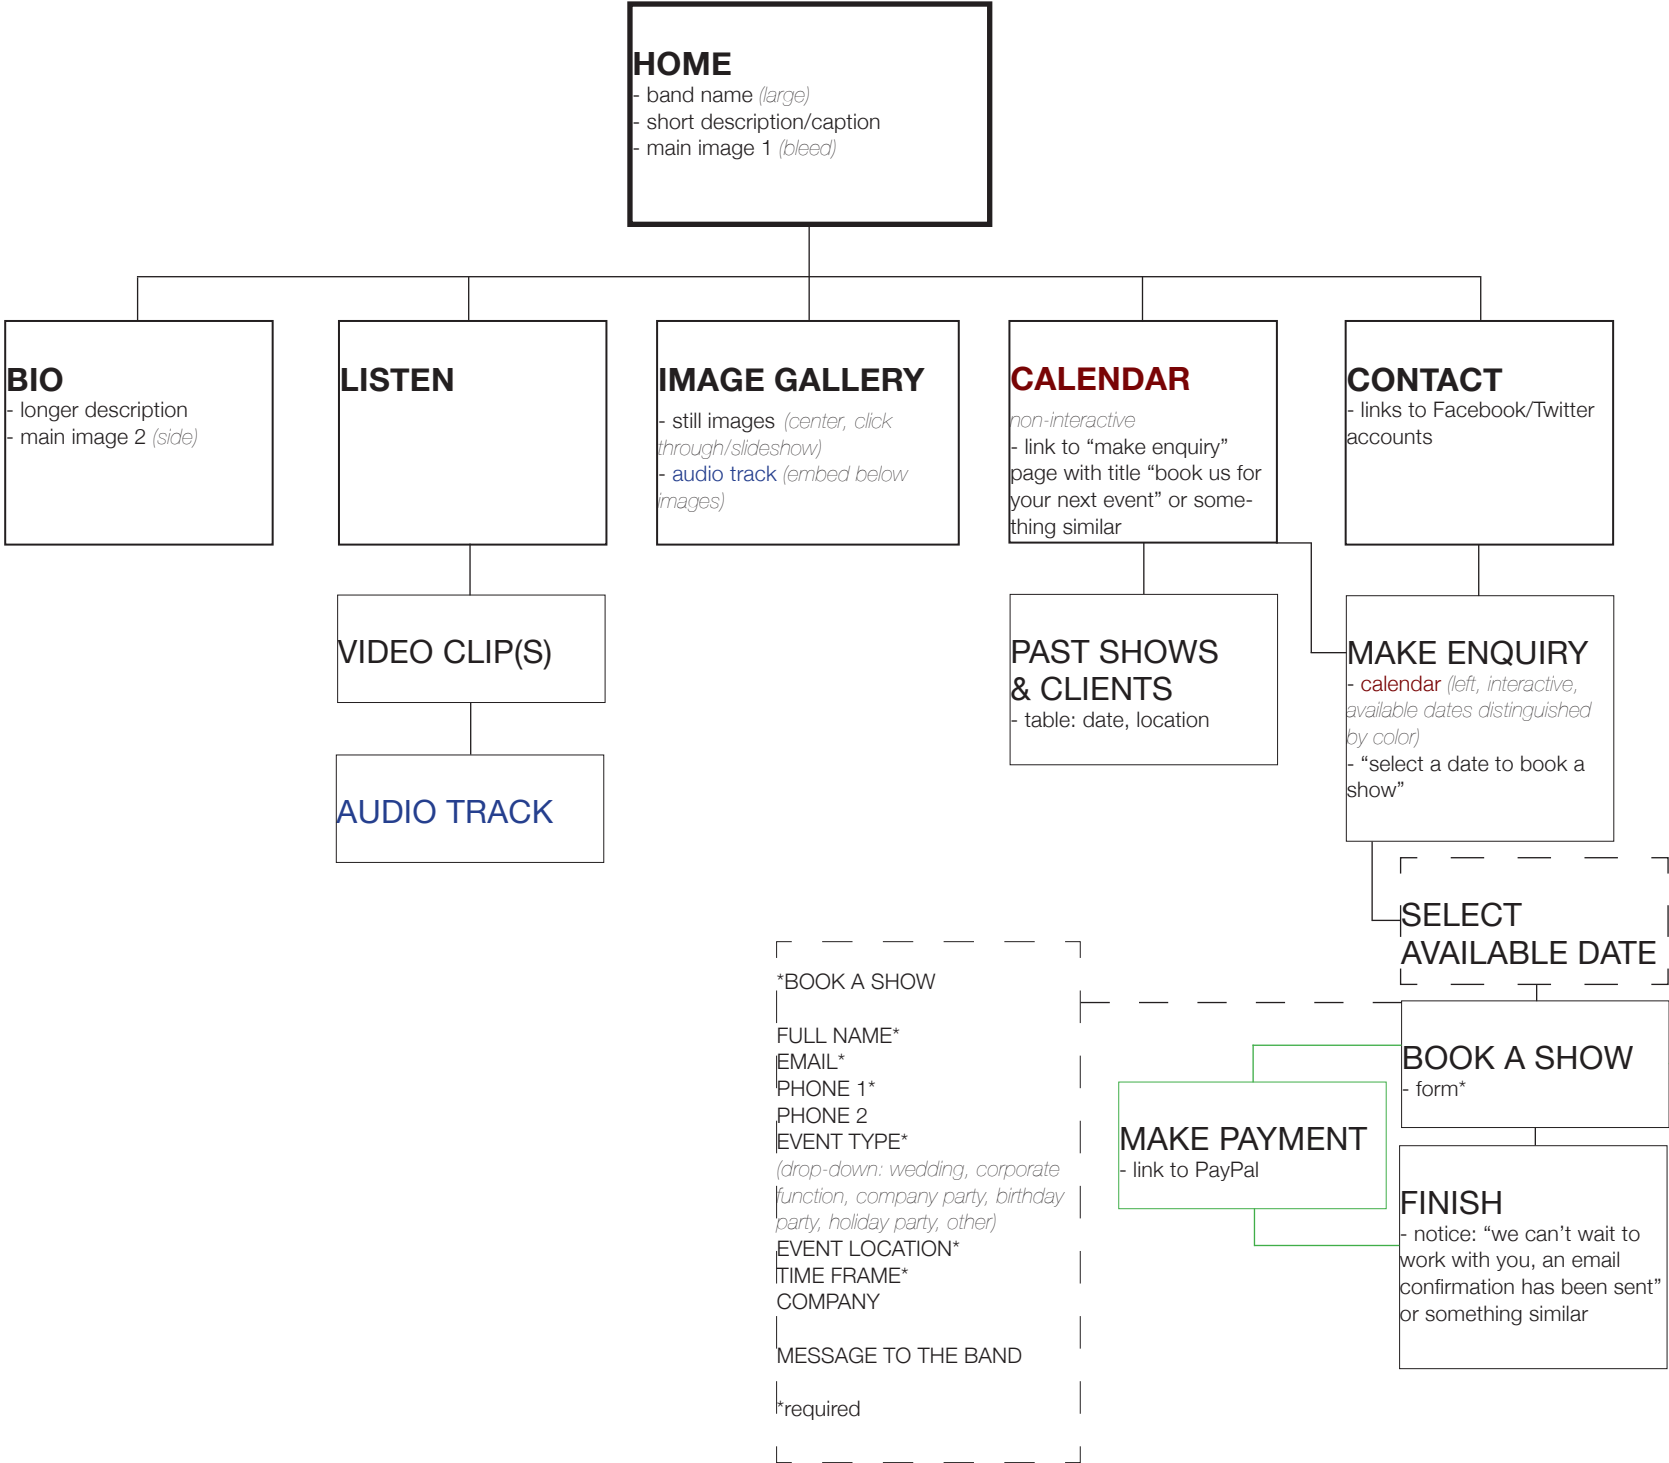 HOME
- band name (large)
- short description/caption
- main image 1 (bleed)
BIO
- longer description
- main image 2 (side)
LISTEN
IMAGE GALLERY
- still images (center, click
through/slideshow)
- audio track (embed below
images)
CALENDAR
non-interactive
- link to “make enquiry”
page with title “book us for
your next event” or some-
thing similar
CONTACT
- links to Facebook/Twitter
accounts
VIDEO CLIP(S)
AUDIO TRACK
PAST SHOWS
& CLIENTS
- table: date, location
MAKE ENQUIRY
- calendar (left, interactive,
available dates distinguished
by color)
- “select a date to book a
show”
SELECT
AVAILABLE DATE
*BOOK A SHOW
FULL NAME*
EMAIL*
PHONE 1*
PHONE 2
EVENT TYPE*
(drop-down: wedding, corporate
function, company party, birthday
party, holiday party, other)
EVENT LOCATION*
TIME FRAME*
COMPANY
MESSAGE TO THE BAND
*required
BOOK A SHOW
- form*
MAKE PAYMENT
- link to PayPal
FINISH
- notice: “we can’t wait to
work with you, an email
confirmation has been sent”
or something similar